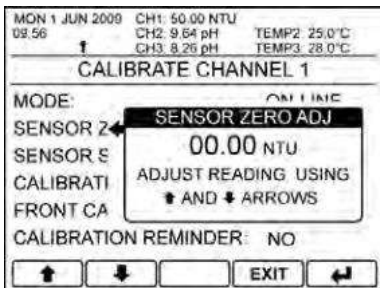 MON 1 JUN 2009 CH1: 50.00 NTU
09:56 CH2: 9.64 pH TEMP2: 25.0°C
CH3: 8.26 pH TEMP3: 28.0°C
CALIBRATE CHANNEL 1
MODE: ON LINE
SENSOR Z
SENSOR ZERO ADJ
SENSOR S
00.00 NTU
CALIBRATI
ADJUST READING USING
⬆ AND ⬇ ARROWS
FRONT CA
CALIBRATION REMINDER: NO
EXIT